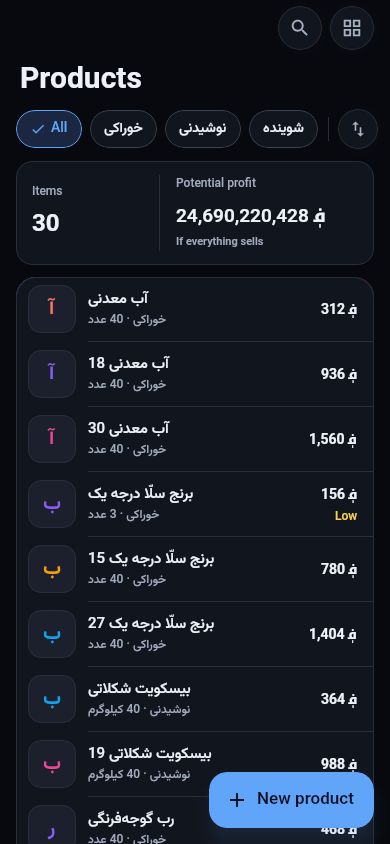 Products
All
خوراکی
نوشیدنی
شوینده
Items
30
Potential profit
24,690,220,428 ؋
If everything sells
آ
آب معدنی
خوراکی · 40 عدد
312 ؋
آ
آب معدنی 18
خوراکی · 40 عدد
936 ؋
آ
آب معدنی 30
خوراکی · 40 عدد
1,560 ؋
ب
برنج سلّا درجه یک
خوراکی · 3 عدد
156 ؋
Low
ب
برنج سلّا درجه یک 15
خوراکی · 40 عدد
780 ؋
ب
برنج سلّا درجه یک 27
خوراکی · 40 عدد
1,404 ؋
ب
بیسکویت شکلاتی
نوشیدنی · 40 کیلوگرم
364 ؋
ب
بیسکویت شکلاتی 19
نوشیدنی · 40 کیلوگرم
988 ؋
ر
رب گوجه‌فرنگی
خوراکی · 40 عدد
468 ؋
New product